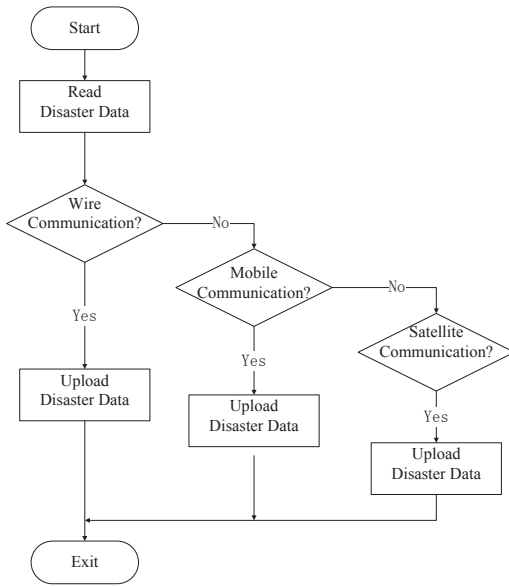 Start
Read
Disaster Data
Wire
Communication?
No
Mobile
Communication?
No
Satellite
Communication?
Yes
Yes
Yes
Upload
Disaster Data
Upload
Disaster Data
Upload
Disaster Data
Exit